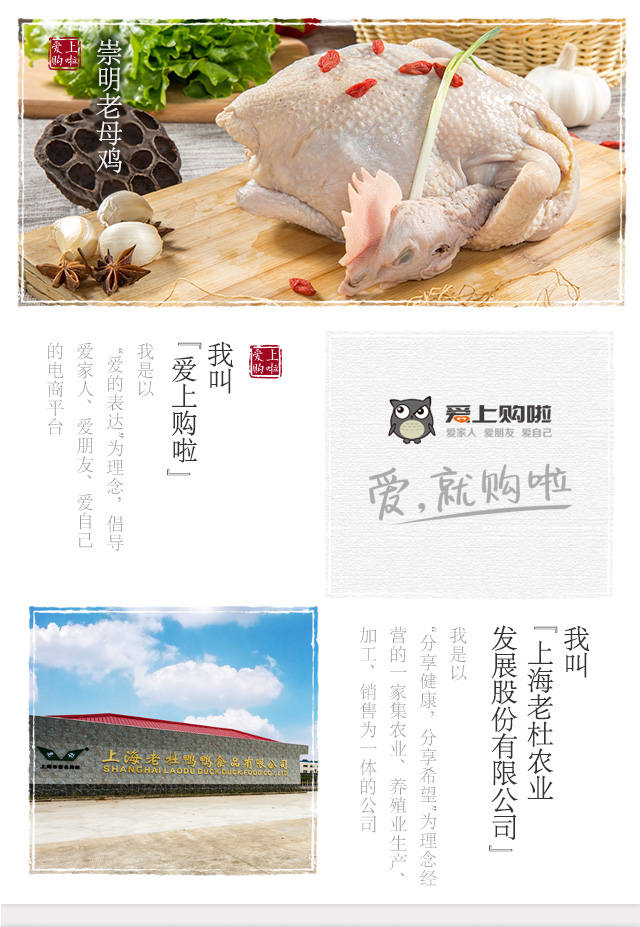 爱上购啦
崇明老母鸡
爱上购啦
我叫
『爱上购啦』
我是以
“爱的表达”为理念，倡导
爱家人、爱朋友、爱自己
的电商平台
爱上购啦
爱家人 爱朋友 爱自己
爱,就购啦
上海老杜鸭鸭食品有限公司
SHANGHAI LAODU DUCK DUCK FOOD CO.,LTD
我叫
『上海老杜农业
发展股份有限公司』
我是以
“分享健康，分享希望”为理念经
营的一家集农业、养殖业生产、
加工、销售为一体的公司